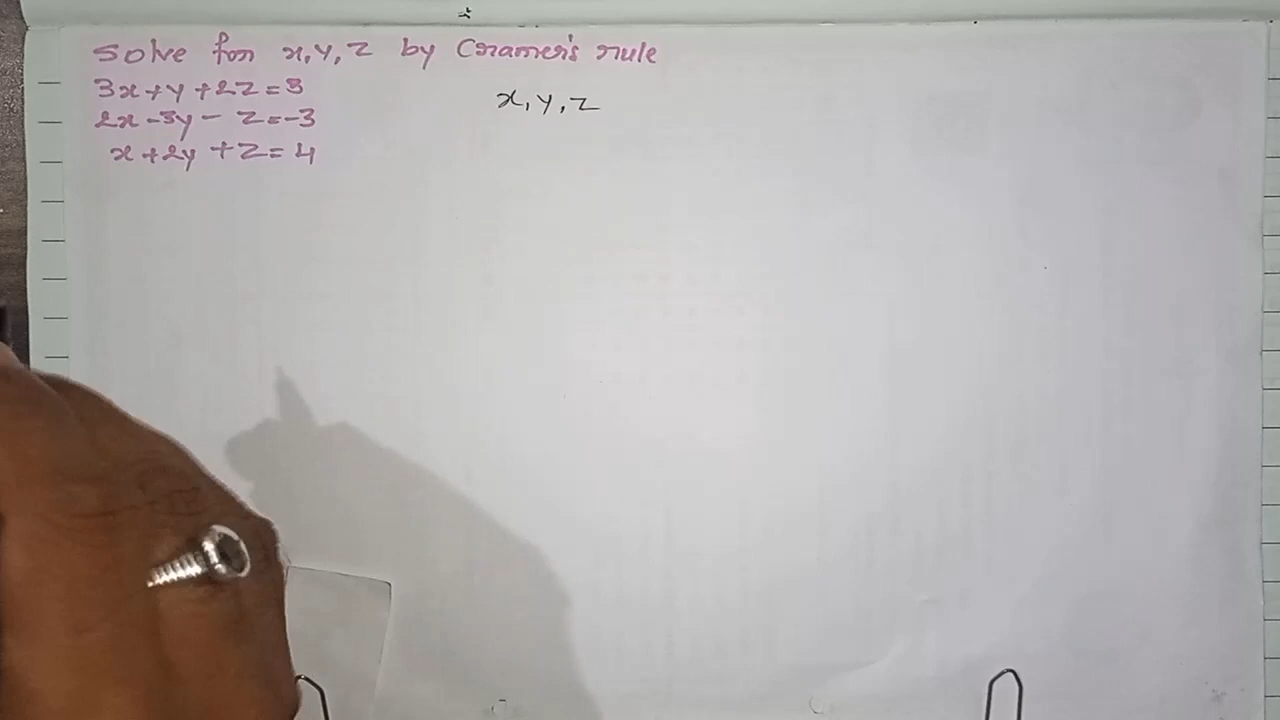 Solve for x, y, z by Cramer's rule
3x + y + 2z = 3
2x - 3y - z = -3
x + 2y + z = 4
x, y, z